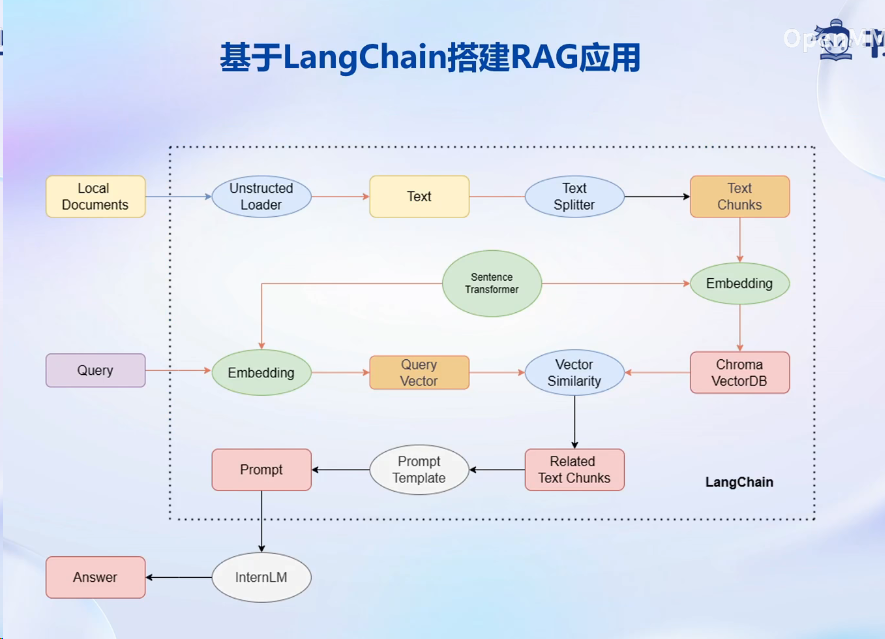 OpenMM
基于LangChain搭建RAG应用
Local
Documents
Unstructed
Loader
Text
Text
Splitter
Text
Chunks
Sentence
Transformer
Embedding
Query
Embedding
Query
Vector
Vector
Similarity
Chroma
VectorDB
Prompt
Prompt
Template
Related
Text Chunks
LangChain
Answer
InternLM